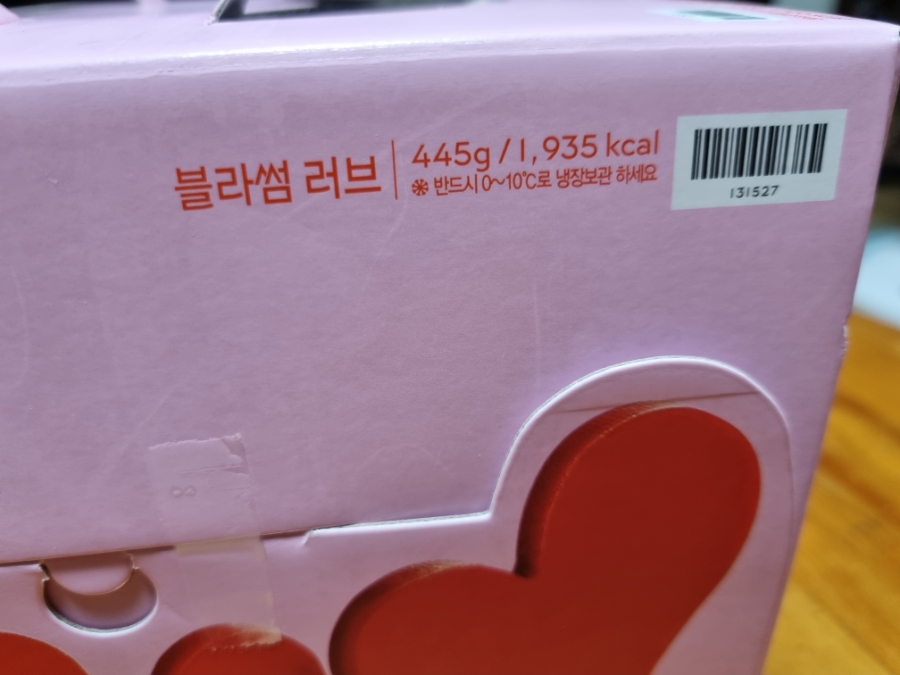 블라썸 러브
445g / 1,935 kcal
※ 반드시 0~10℃로 냉장보관 하세요
131527